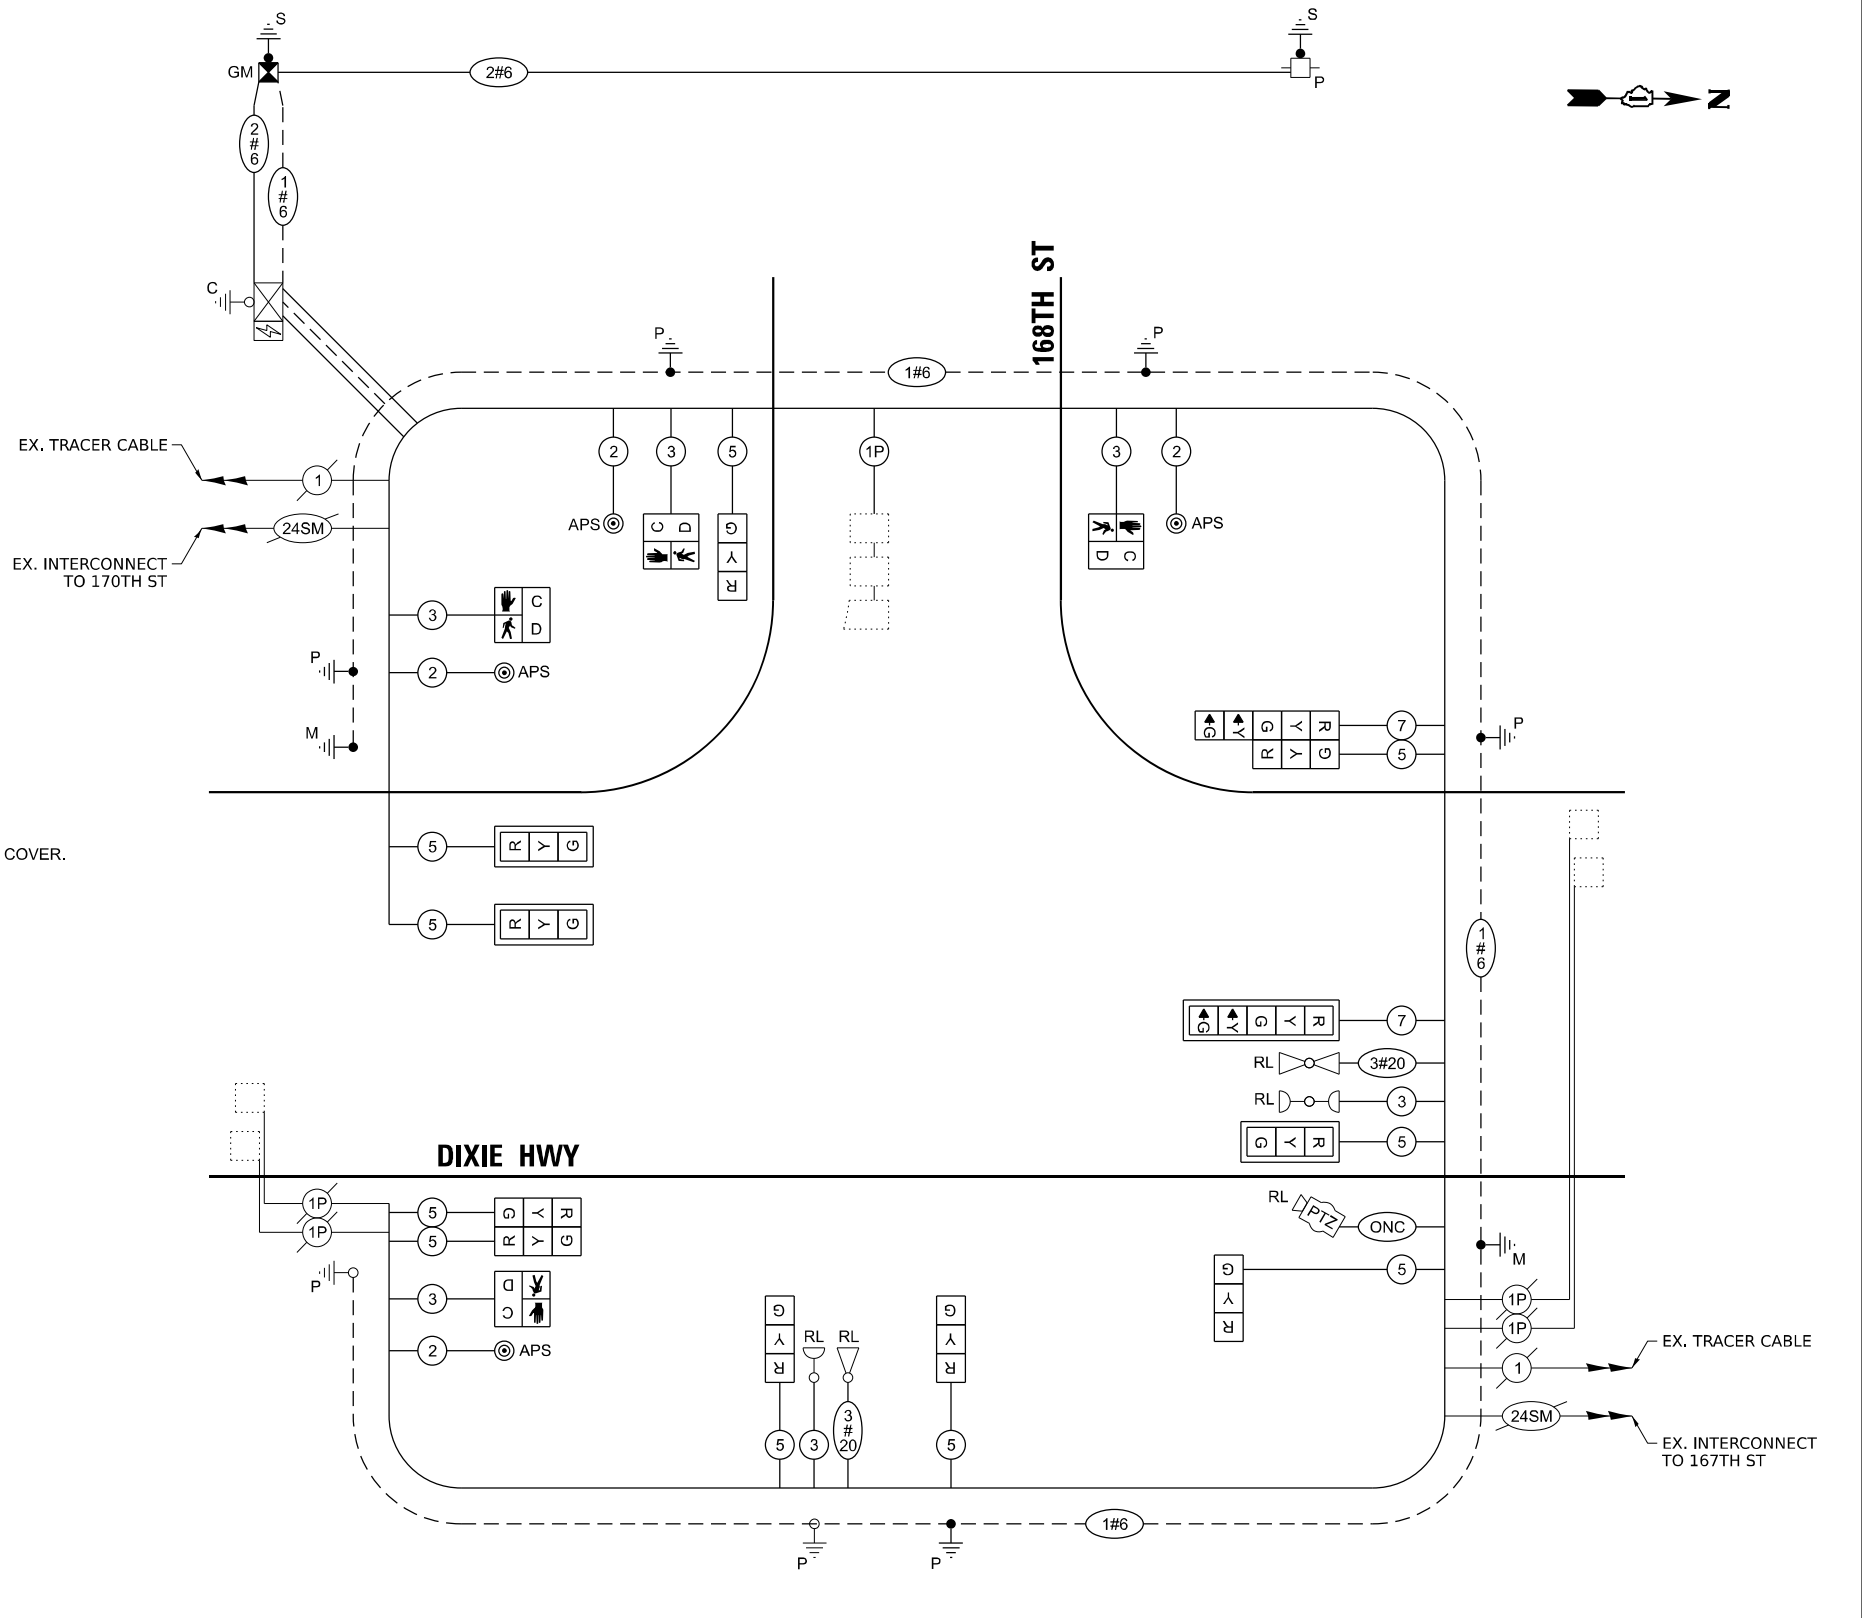 S
S
GM
2#6
P
N
2
#
6
1
#
6
168TH ST
C
P
P
1#6
EX. TRACER CABLE
1
2
3
5
1P
3
2
24SM
APS
C D
G
Y
R
D C
APS
EX. INTERCONNECT
TO 170TH ST
3
C
D
P
2
APS
G Y G Y R
7
P
M
R Y G
5
COVER.
5
R Y G
5
R Y G
1
#
6
G Y G Y R
7
RL
3#20
RL
3
G Y R
5
DIXIE HWY
1P
5
G Y R
RL
PTZ
ONC
1P
5
R Y G
M
P
3
D
C
G
Y
R
5
1P
2
APS
G
Y
R
RL
RL
G
Y
R
1P
1
EX. TRACER CABLE
5
3
3
#
20
5
24SM
EX. INTERCONNECT
TO 167TH ST
1#6
P
P